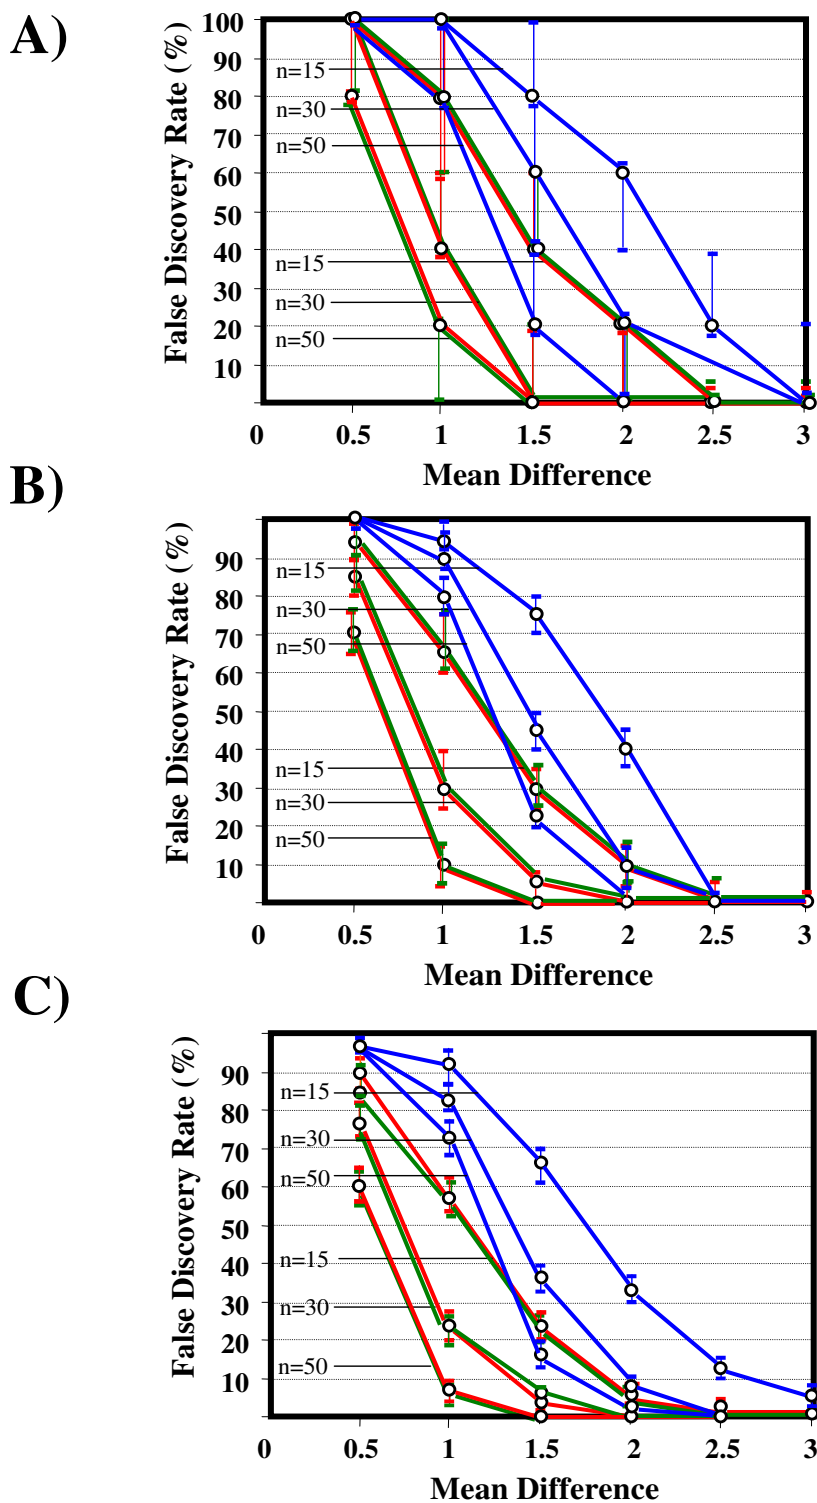 A)
False Discovery Rate (%)
100
90
80
70
60
50
40
30
20
10
n=15
n=30
n=50
n=15
n=30
n=50
0 0.5 1 1.5 2 2.5 3
Mean Difference
B)
False Discovery Rate (%)
90
80
70
60
50
40
30
20
10
n=15
n=30
n=50
n=15
n=30
n=50
0 0.5 1 1.5 2 2.5 3
Mean Difference
C)
False Discovery Rate (%)
90
80
70
60
50
40
30
20
10
n=15
n=30
n=50
n=15
n=30
n=50
0 0.5 1 1.5 2 2.5 3
Mean Difference